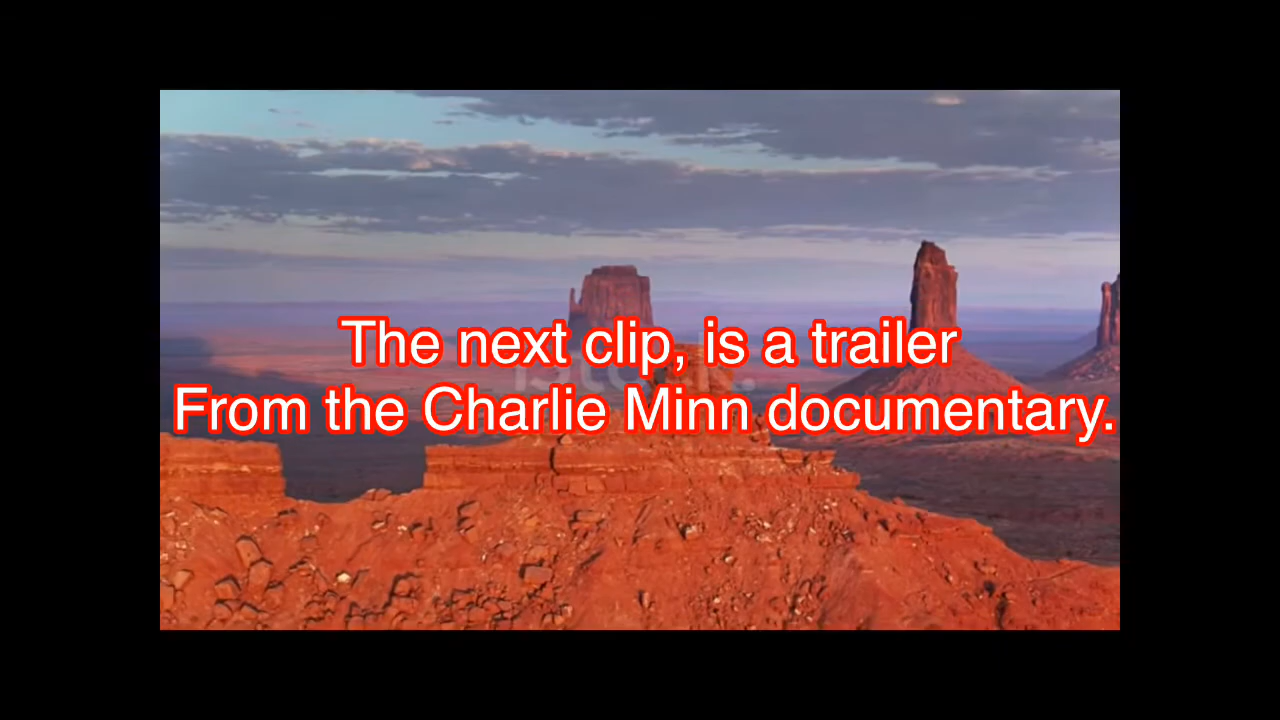 The next clip, is a trailer
From the Charlie Minn documentary.